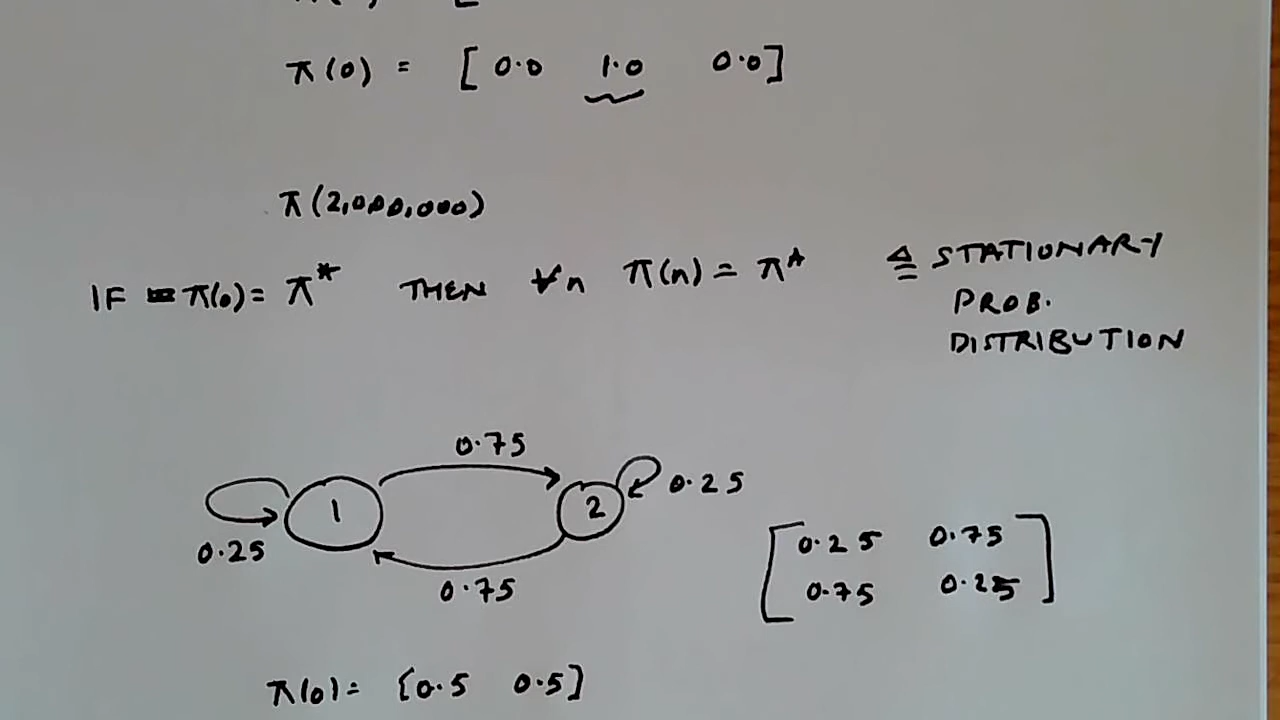 π(0) = [ 0.0 1.0 0.0 ]
π(2,000,000)
IF π(0) = π* THEN ∀n π(n) = π* ≜ STATIONARY
PROB.
DISTRIBUTION
0.75
1 2 0.25
0.25
0.75
[ 0.25 0.75
0.75 0.25 ]
π(0) = [0.5 0.5]